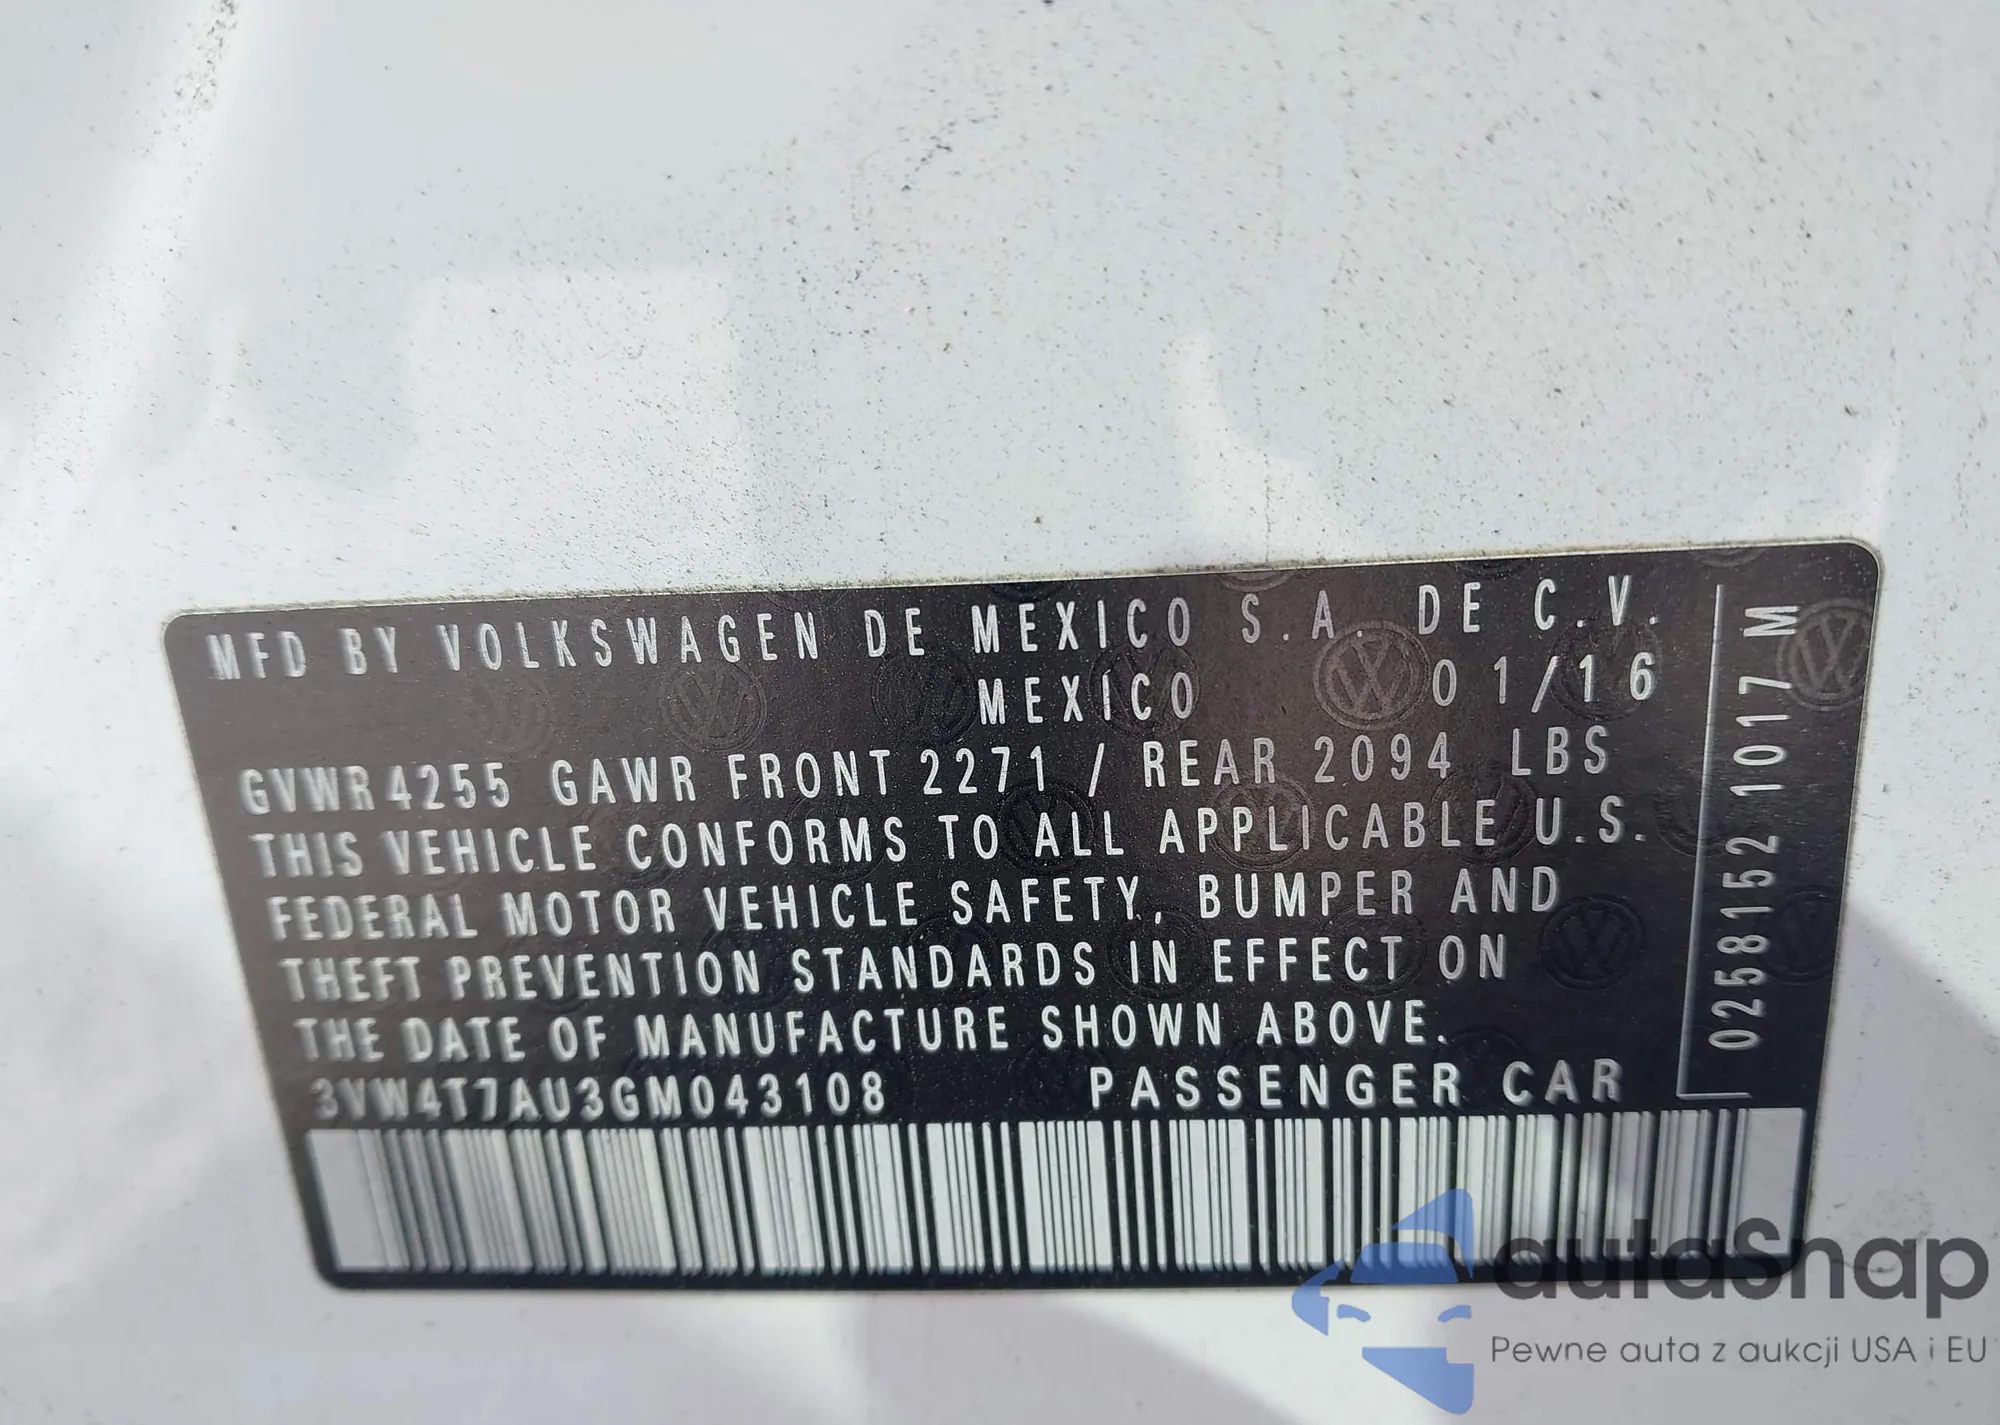 MFD BY VOLKSWAGEN DE MEXICO S.A. DE C.V.
MEXICO 01/16
GVWR 4255 GAWR FRONT 2271 / REAR 2094 LBS
THIS VEHICLE CONFORMS TO ALL APPLICABLE U.S.
FEDERAL MOTOR VEHICLE SAFETY, BUMPER AND
THEFT PREVENTION STANDARDS IN EFFECT ON
THE DATE OF MANUFACTURE SHOWN ABOVE.
3VW4T7AU3GM043108 PASSENGER CAR
0258152 1017 M
autaSnap
Pewne auta z aukcji USA i EU